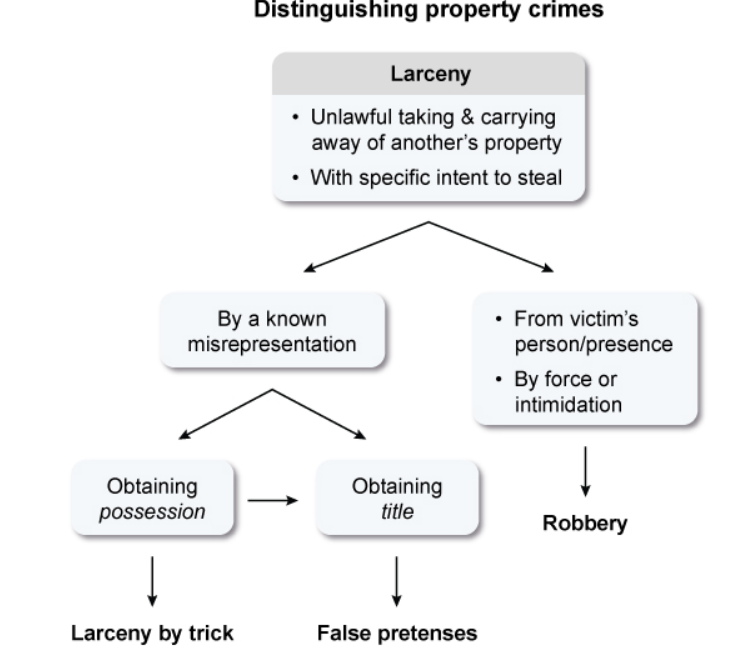 Distinguishing property crimes
Larceny
• Unlawful taking & carrying
away of another's property
• With specific intent to steal
By a known
misrepresentation
• From victim's
person/presence
• By force or
intimidation
Obtaining
possession
Obtaining
title
Robbery
Larceny by trick
False pretenses